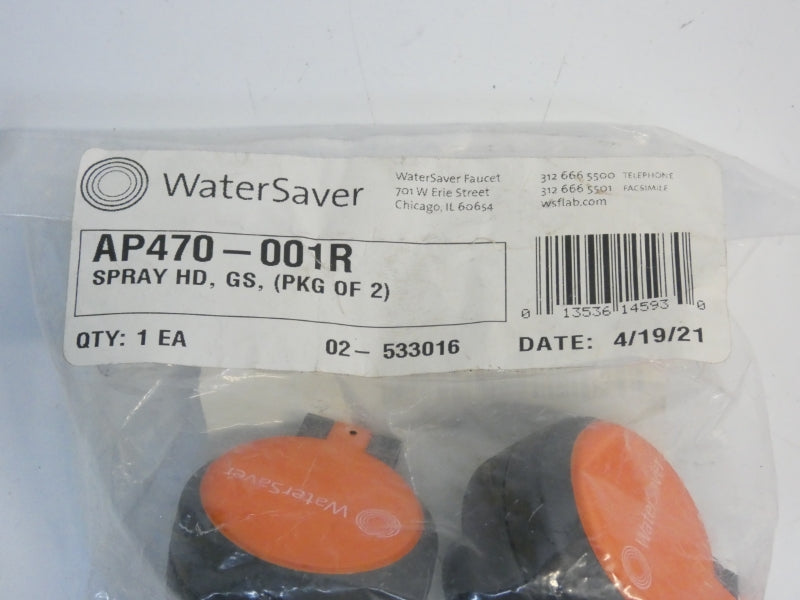 WaterSaver
WaterSaver Faucet
701 W Erie Street
Chicago, IL 60654
312 666 5500 TELEPHONE
312 666 5501 FACSIMILE
wsflab.com
AP470-001R
SPRAY HD, GS, (PKG OF 2)
0 13536 14593 0
QTY: 1 EA
02- 533016
DATE: 4/19/21
WaterSaver
WaterSaver